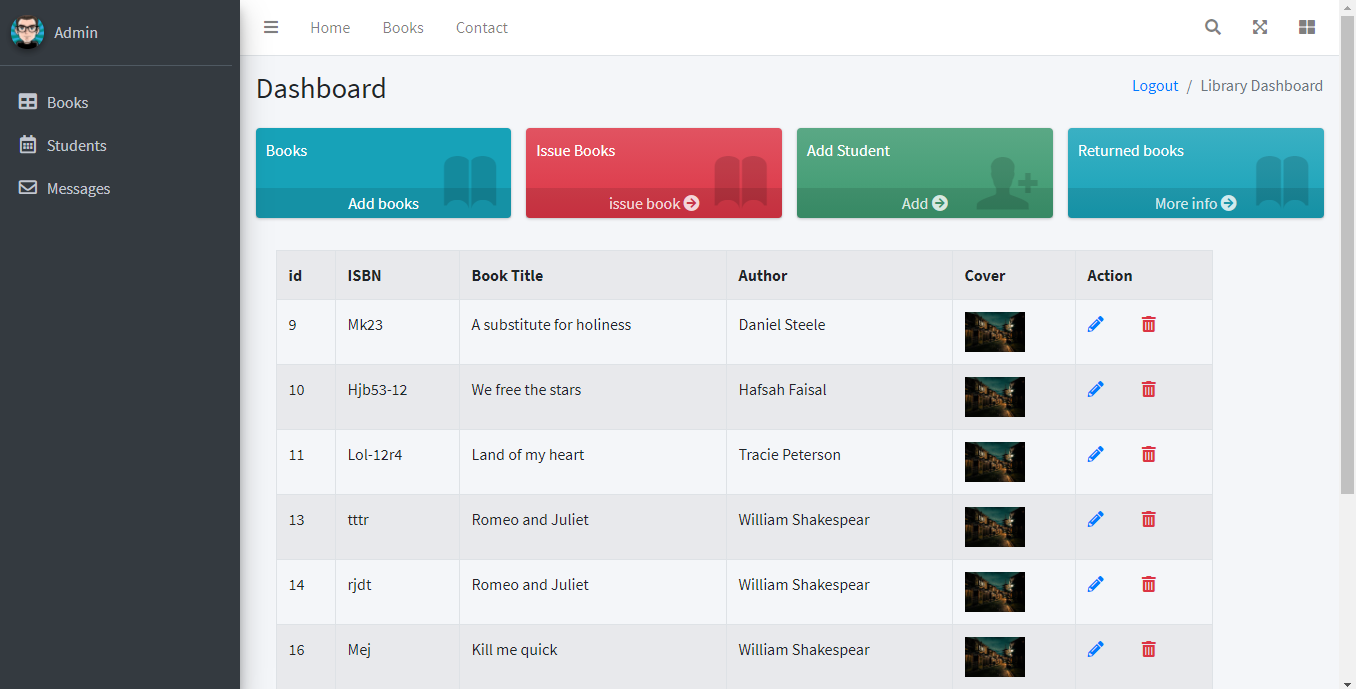 Admin
Home Books Contact
Books
Students
Messages
Dashboard
Logout / Library Dashboard
Books
Add books
Issue Books
issue book
Add Student
Add
Returned books
More info
id ISBN Book Title Author Cover Action
9 Mk23 A substitute for holiness Daniel Steele
10 Hjb53-12 We free the stars Hafsah Faisal
11 Lol-12r4 Land of my heart Tracie Peterson
13 tttr Romeo and Juliet William Shakespear
14 rjdt Romeo and Juliet William Shakespear
16 Mej Kill me quick William Shakespear